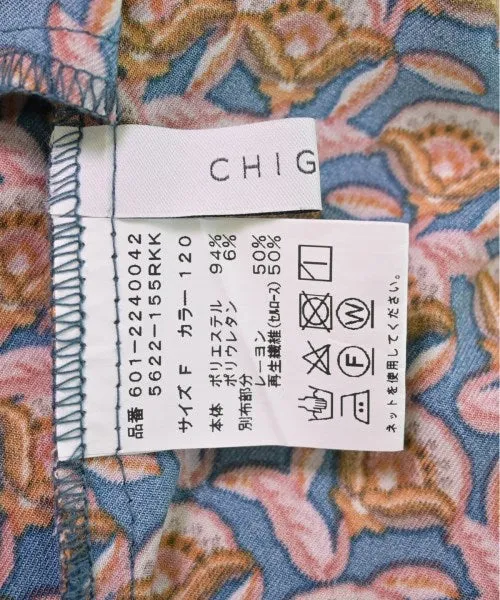 CHIG
品番 601-2240042
5622-155RKK
サイズ F カラー 120
本体 ポリエステル 94%
ポリウレタン 6%
別布部分
レーヨン 50%
再生繊維(セルロース) 50%
F W
ネットを使用してください。